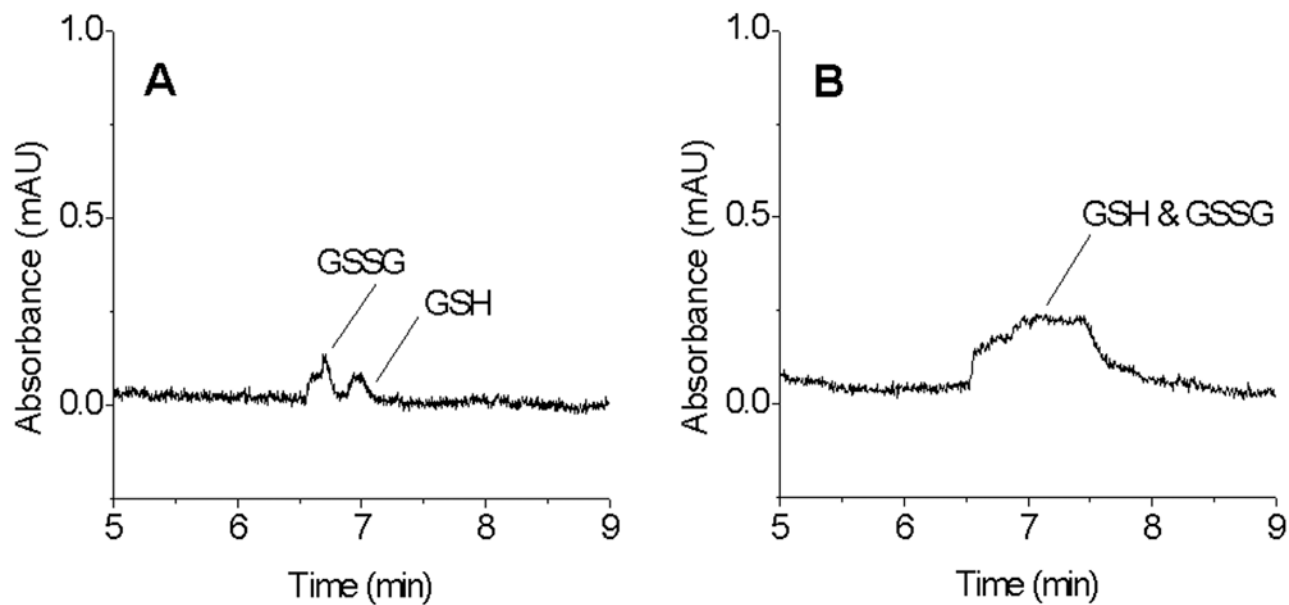 A
Absorbance (mAU)
1.0
0.5
0.0
GSSG
GSH
5 6 7 8 9
Time (min)
B
Absorbance (mAU)
1.0
0.5
0.0
GSH & GSSG
5 6 7 8 9
Time (min)